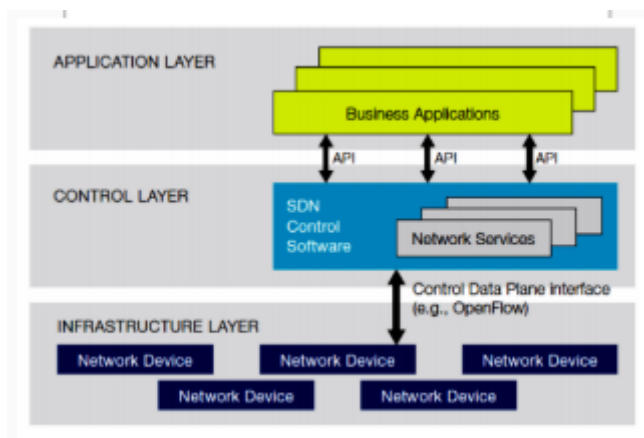 APPLICATION LAYER
Business Applications
API API API
CONTROL LAYER
SDN
Control
Software
Network Services
Control Data Plane interface
(e.g., OpenFlow)
INFRASTRUCTURE LAYER
Network Device Network Device Network Device
Network Device Network Device